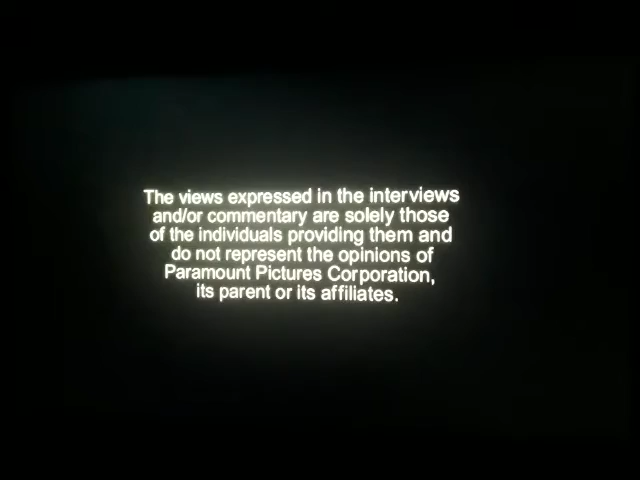 The views expressed in the interviews
and/or commentary are solely those
of the individuals providing them and
do not represent the opinions of
Paramount Pictures Corporation,
its parent or its affiliates.